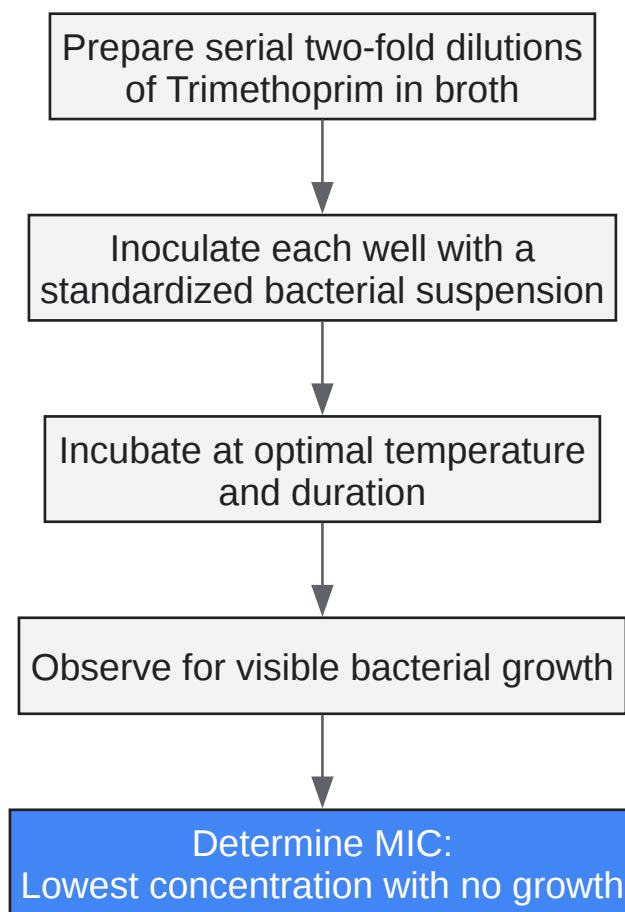 Prepare serial two-fold dilutions
of Trimethoprim in broth
Inoculate each well with a
standardized bacterial suspension
Incubate at optimal temperature
and duration
Observe for visible bacterial growth
Determine MIC:
Lowest concentration with no growth